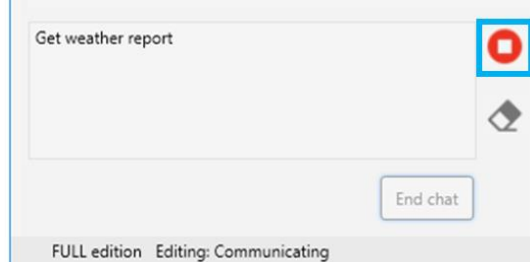 Get weather report
End chat
FULL edition Editing: Communicating